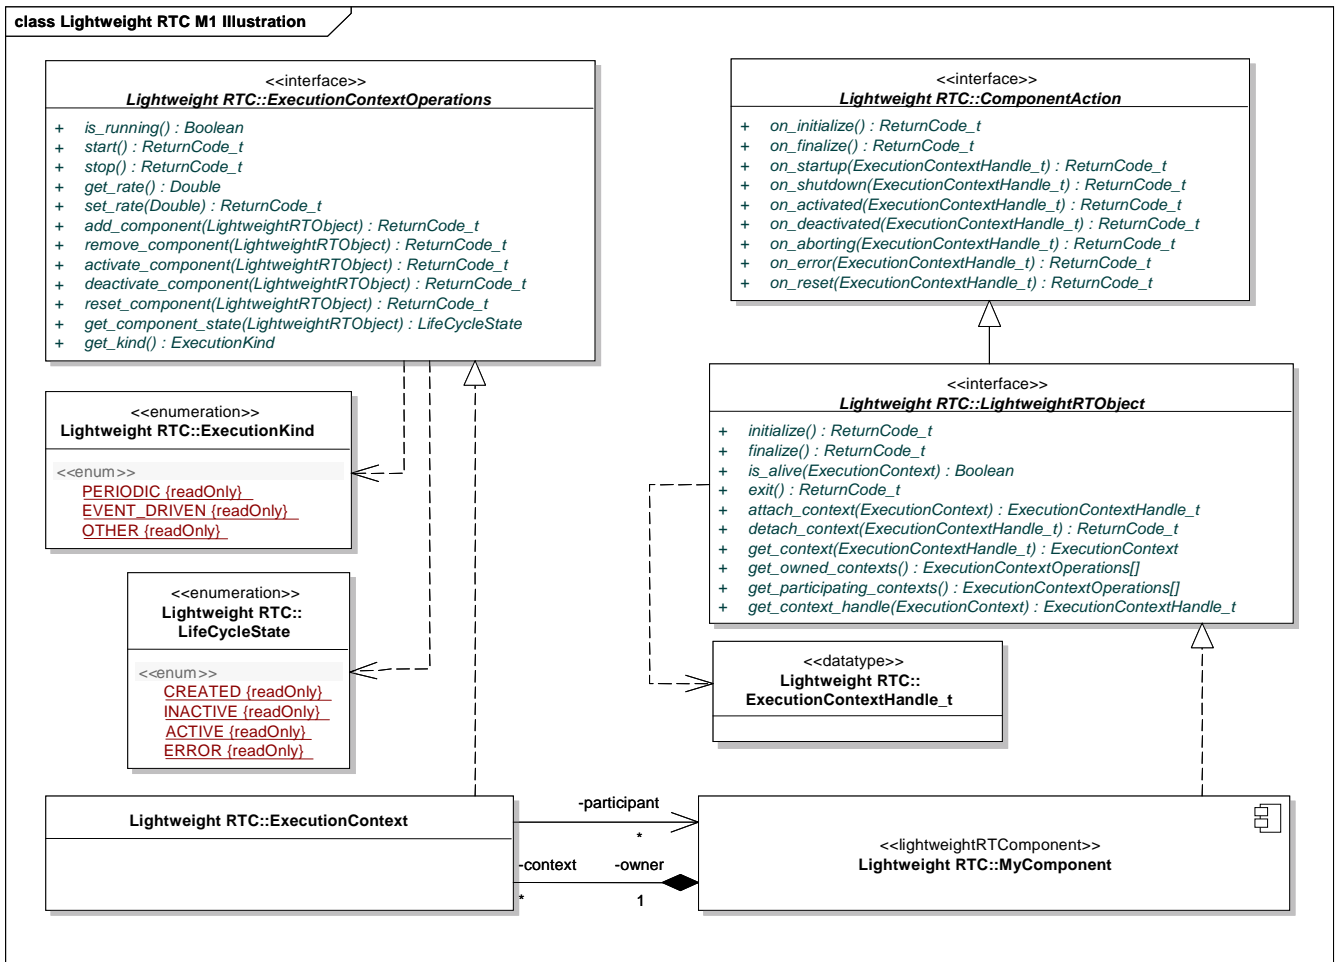 class Lightweight RTC M1 Illustration
<<interface>>
Lightweight RTC::ExecutionContextOperations
+ is_running() : Boolean
+ start() : ReturnCode_t
+ stop() : ReturnCode_t
+ get_rate() : Double
+ set_rate(Double) : ReturnCode_t
+ add_component(LightweightRTObject) : ReturnCode_t
+ remove_component(LightweightRTObject) : ReturnCode_t
+ activate_component(LightweightRTObject) : ReturnCode_t
+ deactivate_component(LightweightRTObject) : ReturnCode_t
+ reset_component(LightweightRTObject) : ReturnCode_t
+ get_component_state(LightweightRTObject) : LifeCycleState
+ get_kind() : ExecutionKind
<<interface>>
Lightweight RTC::ComponentAction
+ on_initialize() : ReturnCode_t
+ on_finalize() : ReturnCode_t
+ on_startup(ExecutionContextHandle_t) : ReturnCode_t
+ on_shutdown(ExecutionContextHandle_t) : ReturnCode_t
+ on_activated(ExecutionContextHandle_t) : ReturnCode_t
+ on_deactivated(ExecutionContextHandle_t) : ReturnCode_t
+ on_aborting(ExecutionContextHandle_t) : ReturnCode_t
+ on_error(ExecutionContextHandle_t) : ReturnCode_t
+ on_reset(ExecutionContextHandle_t) : ReturnCode_t
<<enumeration>>
Lightweight RTC::ExecutionKind
<<enum>>
PERIODIC {readOnly}
EVENT_DRIVEN {readOnly}
OTHER {readOnly}
<<interface>>
Lightweight RTC::LightweightRTObject
+ initialize() : ReturnCode_t
+ finalize() : ReturnCode_t
+ is_alive(ExecutionContext) : Boolean
+ exit() : ReturnCode_t
+ attach_context(ExecutionContext) : ExecutionContextHandle_t
+ detach_context(ExecutionContextHandle_t) : ReturnCode_t
+ get_context(ExecutionContextHandle_t) : ExecutionContext
+ get_owned_contexts() : ExecutionContextOperations[]
+ get_participating_contexts() : ExecutionContextOperations[]
+ get_context_handle(ExecutionContext) : ExecutionContextHandle_t
<<enumeration>>
Lightweight RTC::
LifeCycleState
<<enum>>
CREATED {readOnly}
INACTIVE {readOnly}
ACTIVE {readOnly}
ERROR {readOnly}
<<datatype>>
Lightweight RTC::
ExecutionContextHandle_t
Lightweight RTC::ExecutionContext
-participant
*
-context -owner
* 1
<<lightweightRTComponent>>
Lightweight RTC::MyComponent